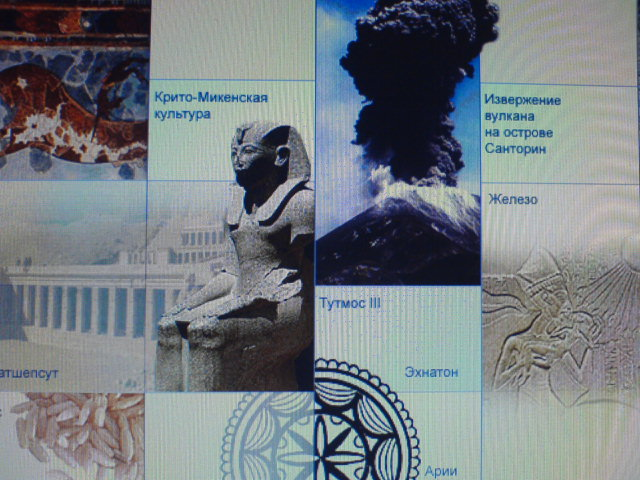 Крито-Микенская
культура
Извержение
вулкана
на острове
Санторин
Железо
Тутмос III
атшепсут
Эхнатон
Арии